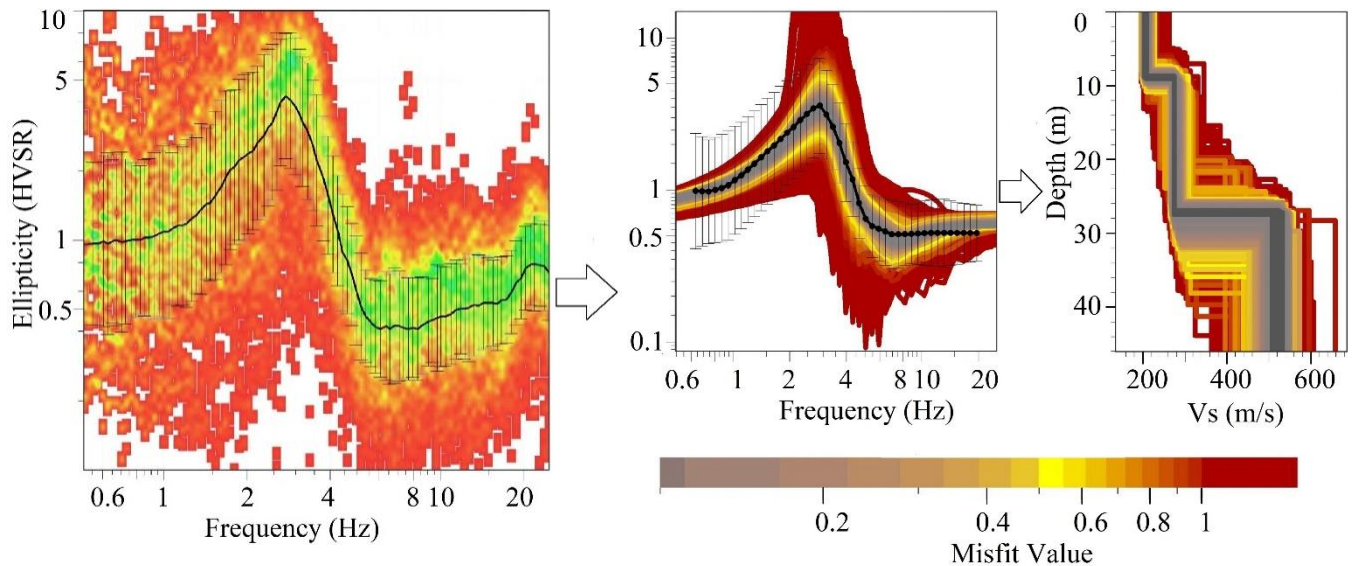 10
5
1
0.5
Ellipticity (HVSR)
0.6 1 2 4 8 10 20
Frequency (Hz)
10
5
1
0.5
0.1
0.6 1 2 4 8 10 20
Frequency (Hz)
0
10
20
30
40
Depth (m)
200 400 600
Vs (m/s)
0.2 0.4 0.6 0.8 1
Misfit Value